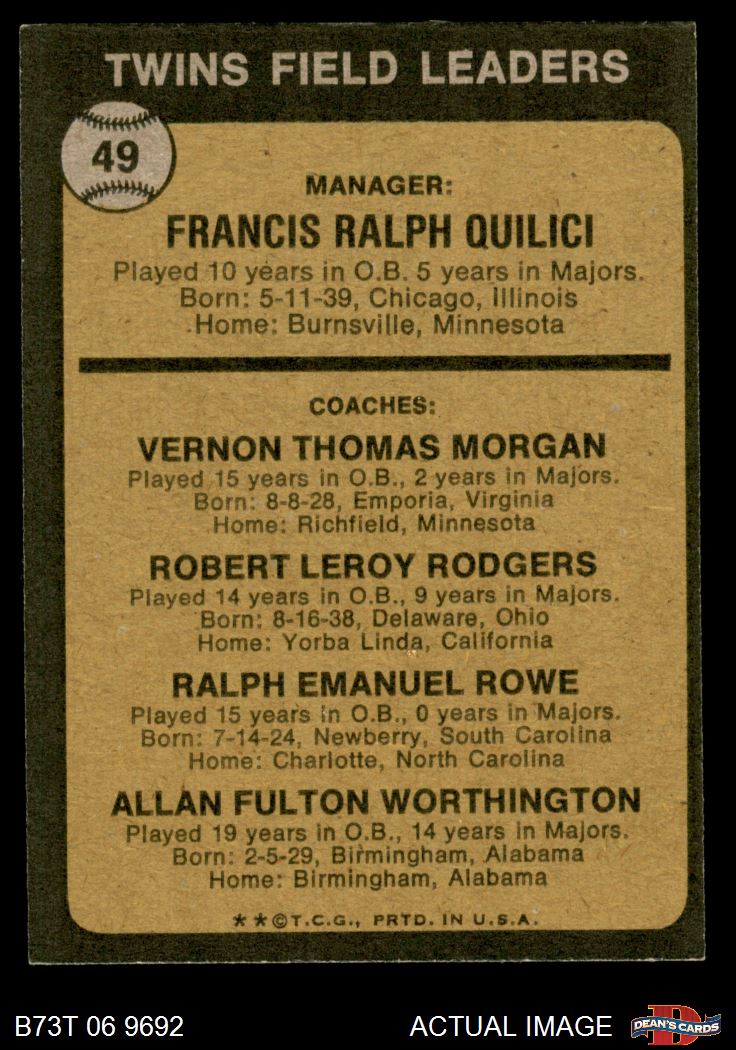 TWINS FIELD LEADERS
49
MANAGER:
FRANCIS RALPH QUILICI
Played 10 years in O.B. 5 years in Majors.
Born: 5-11-39, Chicago, Illinois
Home: Burnsville, Minnesota
COACHES:
VERNON THOMAS MORGAN
Played 15 years in O.B., 2 years in Majors.
Born: 8-8-28, Emporia, Virginia
Home: Richfield, Minnesota
ROBERT LEROY RODGERS
Played 14 years in O.B., 9 years in Majors.
Born: 8-16-38, Delaware, Ohio
Home: Yorba Linda, California
RALPH EMANUEL ROWE
Played 15 years in O.B., 0 years in Majors.
Born: 7-14-24, Newberry, South Carolina
Home: Charlotte, North Carolina
ALLAN FULTON WORTHINGTON
Played 19 years in O.B., 14 years in Majors.
Born: 2-5-29, Birmingham, Alabama
Home: Birmingham, Alabama
**©T.C.G., PRTD. IN U.S.A.
B73T 06 9692
ACTUAL IMAGE
D
DEAN'S CARDS